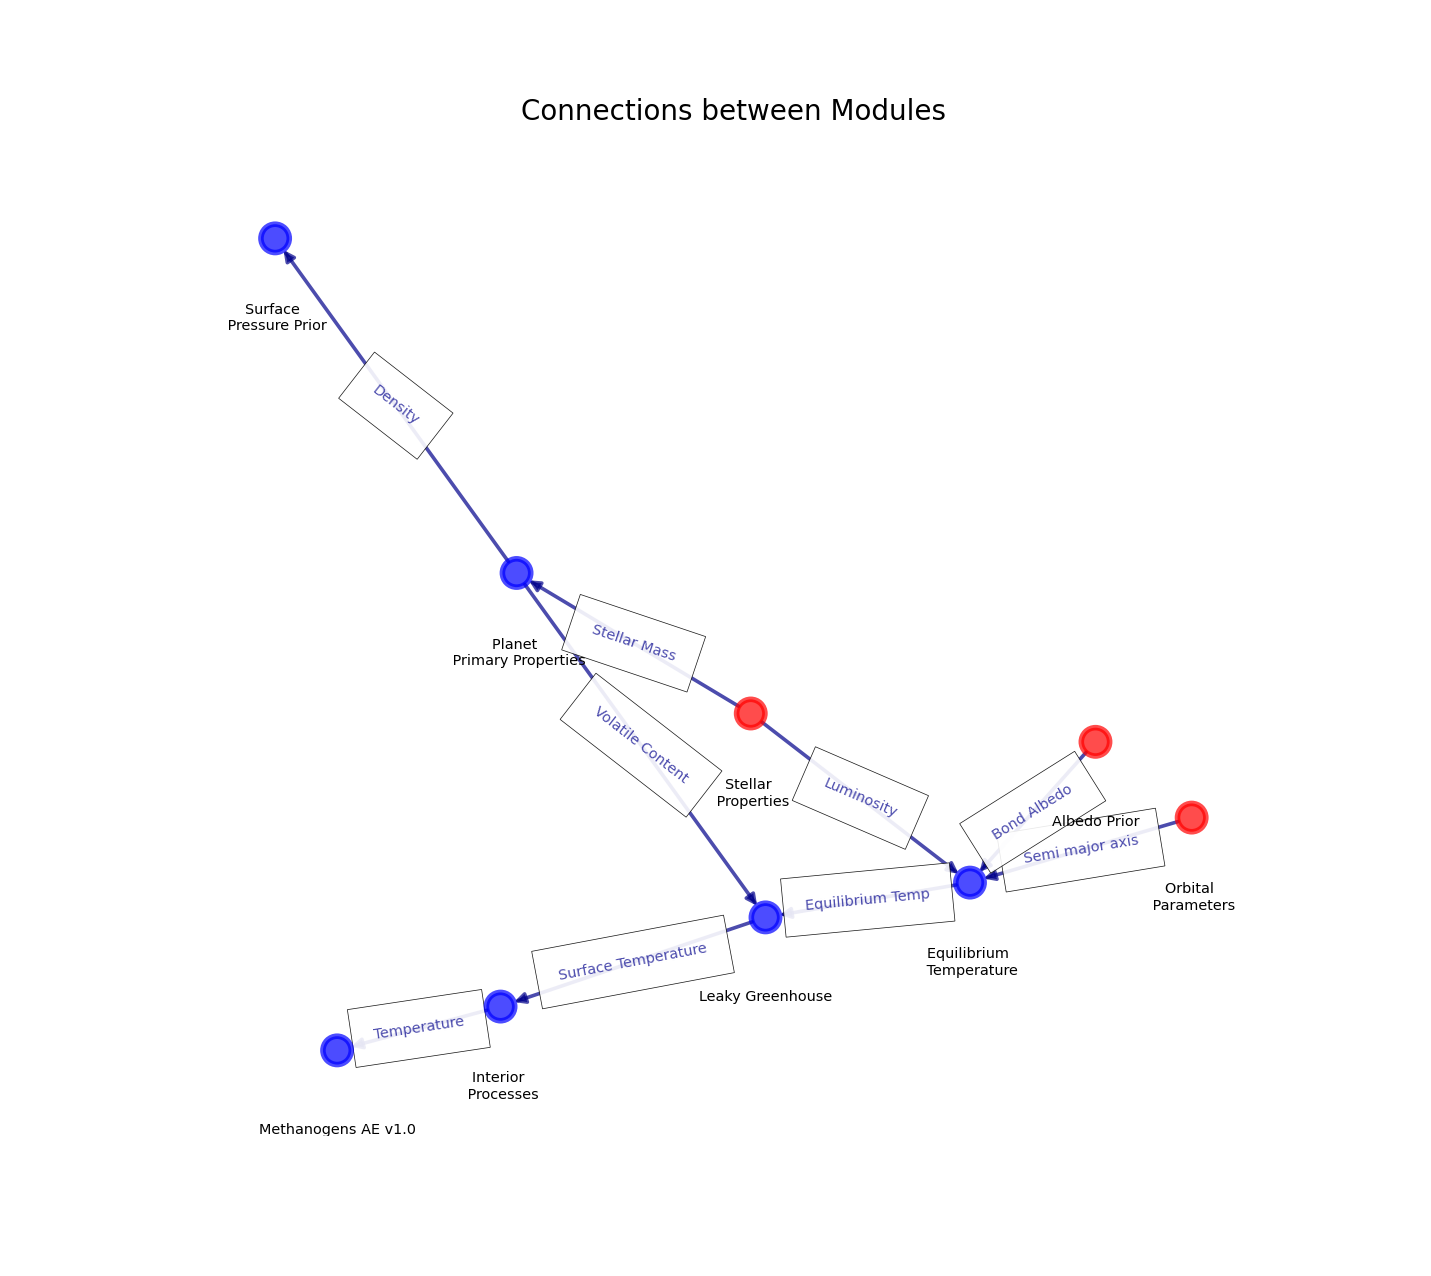 Connections between Modules
Surface
Pressure Prior
Density
Stellar Mass
Planet
Primary Properties
Volatile Content
Stellar
Properties
Luminosity
Bond Albedo
Albedo Prior
Semi major axis
Orbital
Parameters
Equilibrium Temp
Equilibrium
Temperature
Surface Temperature
Leaky Greenhouse
Temperature
Interior
Processes
Methanogens AE v1.0